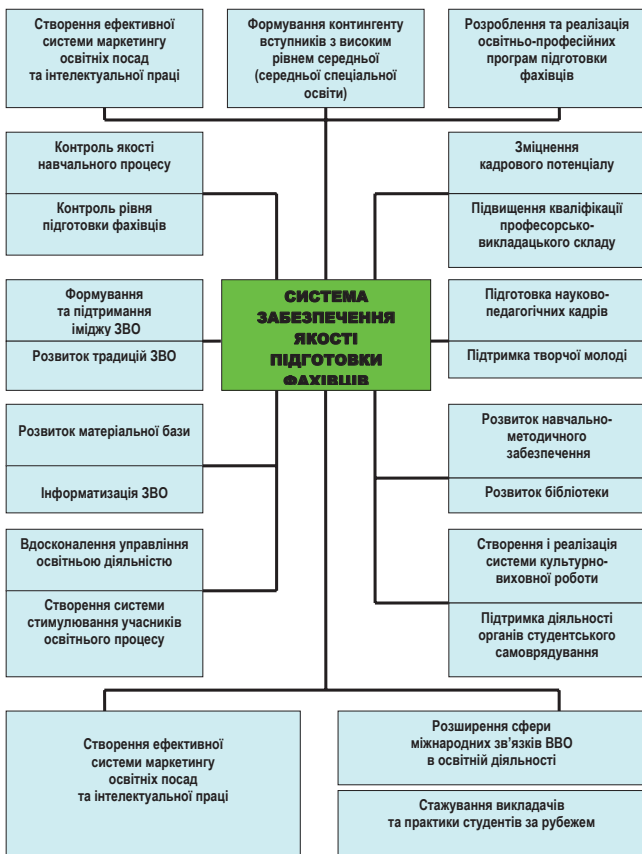 Створення ефективної
системи маркетингу
освітніх посад
та інтелектуальної праці
Формування контингенту
вступників з високим
рівнем середньої
(середньої спеціальної
освіти)
Розроблення та реалізація
освітньо-професійних
програм підготовки
фахівців
Контроль якості
навчального процесу
Контроль рівня
підготовки фахівців
Зміцнення
кадрового потенціалу
Підвищення кваліфікації
професорсько-
викладацького складу
Формування
та підтримання
іміджу ЗВО
Розвиток традицій ЗВО
СИСТЕМА
ЗАБЕЗПЕЧЕННЯ
ЯКОСТІ
ПІДГОТОВКИ
ФАХІВЦІВ
Підготовка науково-
педагогічних кадрів
Підтримка творчої молоді
Розвиток матеріальної бази
Інформатизація ЗВО
Розвиток навчально-
методичного
забезпечення
Розвиток бібліотеки
Вдосконалення управління
освітньою діяльністю
Створення системи
стимулювання учасників
освітнього процесу
Створення і реалізація
системи культурно-
виховної роботи
Підтримка діяльності
органів студентського
самоврядування
Створення ефективної
системи маркетингу
освітніх посад
та інтелектуальної праці
Розширення сфери
міжнародних зв’язків ВВО
в освітній діяльності
Стажування викладачів
та практики студентів за рубежем